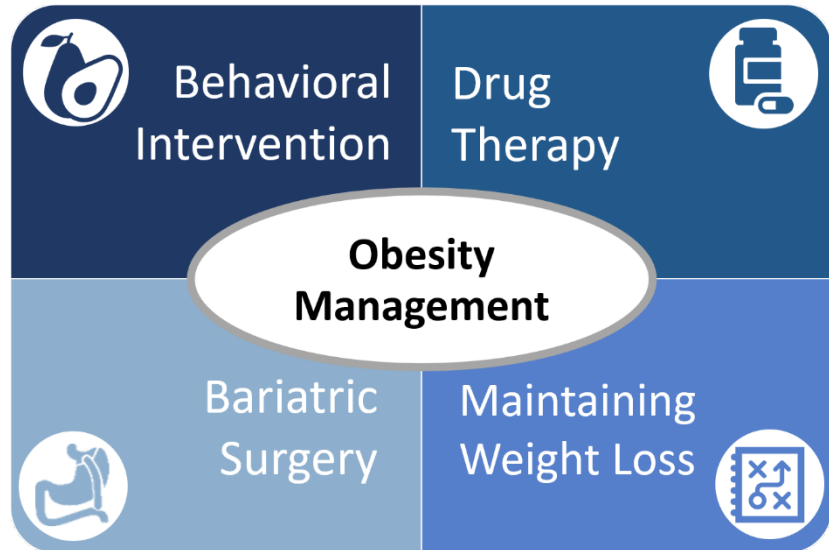 Behavioral
Intervention
Drug
Therapy
Obesity
Management
Bariatric
Surgery
Maintaining
Weight Loss